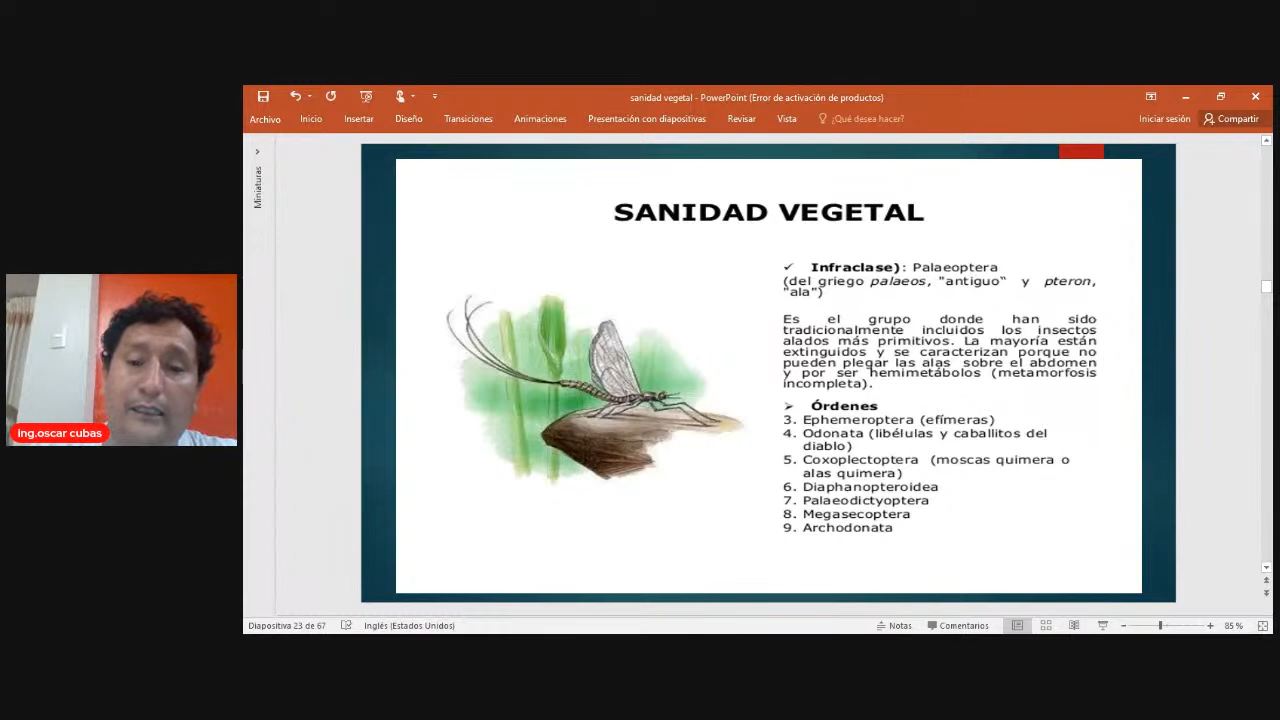 sanidad vegetal - PowerPoint (Error de activación de productos)
Archivo Inicio Insertar Diseño Transiciones Animaciones Presentación con diapositivas Revisar Vista ¿Qué desea hacer? Iniciar sesión Compartir
Miniaturas
SANIDAD VEGETAL
✓ Infraclase): Palaeoptera
(del griego palaeos, "antiguo“ y pteron,
"ala”)
Es el grupo donde han sido
tradicionalmente incluidos los insectos
alados más primitivos. La mayoría están
extinguidos y se caracterizan porque no
pueden plegar las alas sobre el abdomen
y por ser hemimetábolos (metamorfosis
incompleta).
➢ Órdenes
3. Ephemeroptera (efímeras)
4. Odonata (libélulas y caballitos del
diablo)
5. Coxoplectoptera (moscas quimera o
alas quimera)
6. Diaphanopteroidea
7. Palaeodictyoptera
8. Megasecoptera
9. Archodonata
ing.oscar cubas
Diapositiva 23 de 67 Inglés (Estados Unidos) Notas Comentarios 85 %